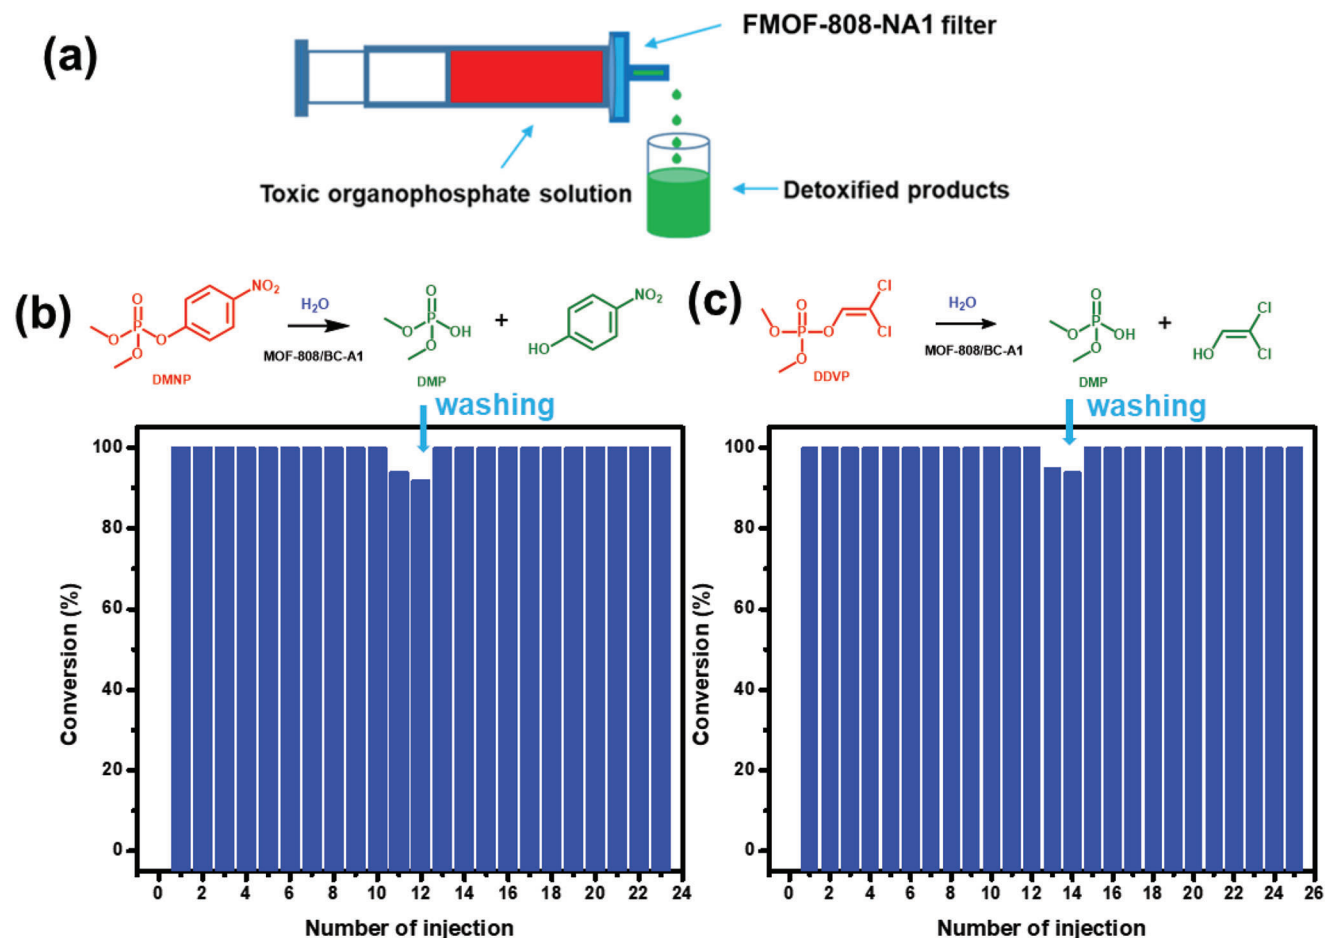 (a)
FMOF-808-NA1 filter
Toxic organophosphate solution
Detoxified products
(b)
O
P
O
O
O
NO2
DMNP
H2O
MOF-808/BC-A1
O
P
O
OH
O
DMP
+
NO2
HO
washing
Conversion (%)
100
80
60
40
20
0
0 2 4 6 8 10 12 14 16 18 20 22 24
Number of injection
(c)
O
P
O
O
O
Cl
Cl
DDVP
H2O
MOF-808/BC-A1
O
P
O
OH
O
DMP
+
Cl
HO
Cl
washing
Conversion (%)
100
80
60
40
20
0
0 2 4 6 8 10 12 14 16 18 20 22 24 26
Number of injection